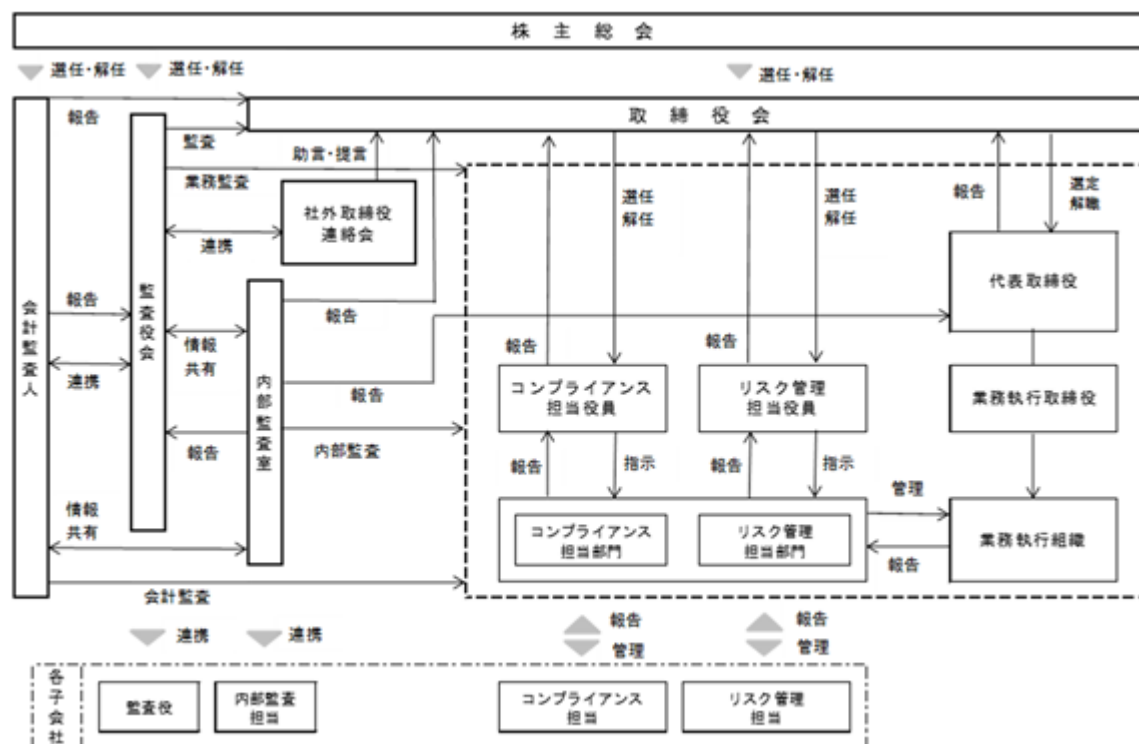 株主総会
選任・解任
選任・解任
選任・解任
報告
取締役会
監査
助言・提言
業務監査
社外取締役
連絡会
連携
選任
解任
選任
解任
報告
選定
解職
代表取締役
会計監査人
報告
監査役会
報告
情報
共有
連携
内部監査室
報告
報告
報告
コンプライアンス
担当役員
リスク管理
担当役員
業務執行取締役
報告
内部監査
報告
指示
報告
指示
管理
情報
共有
コンプライアンス
担当部門
リスク管理
担当部門
業務執行組織
報告
会計監査
連携
連携
報告
管理
報告
管理
各子会社
監査役
内部監査
担当
コンプライアンス
担当
リスク管理
担当